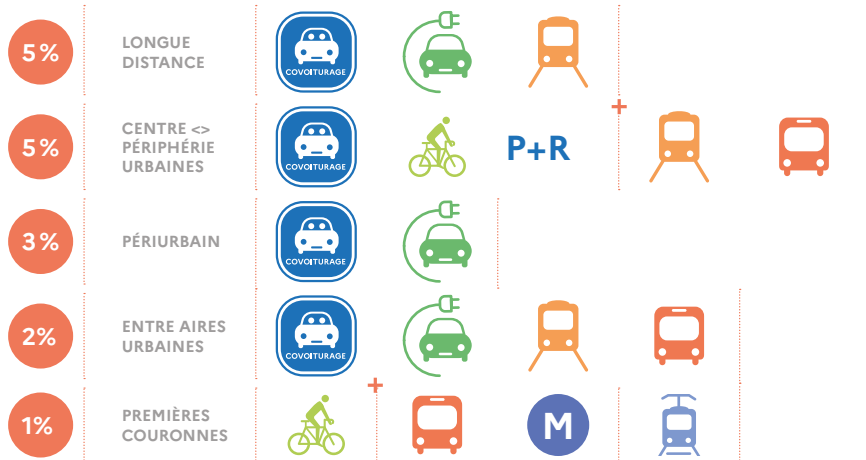 5%
LONGUE
DISTANCE
COVOITURAGE
+
5%
CENTRE <>
PÉRIPHÉRIE
URBAINES
COVOITURAGE
P+R
3%
PÉRIURBAIN
COVOITURAGE
2%
ENTRE AIRES
URBAINES
COVOITURAGE
+
1%
PREMIÈRES
COURONNES
M